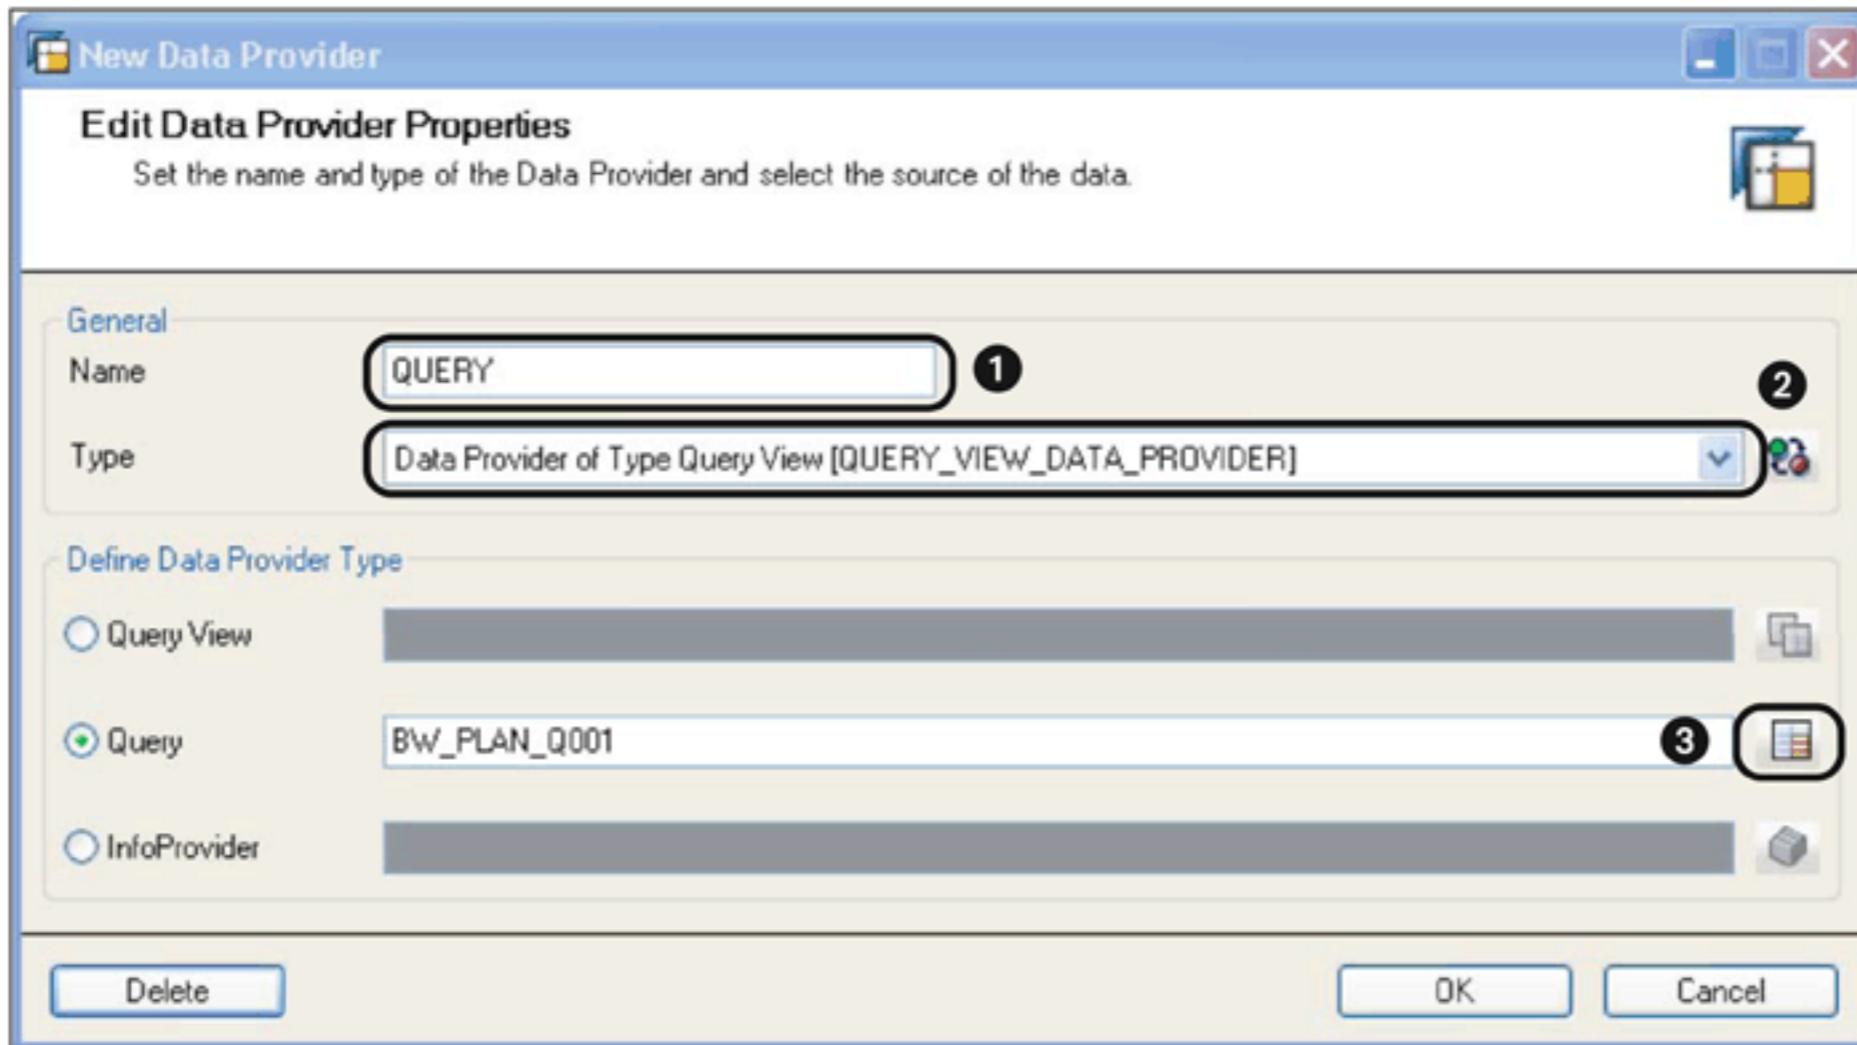 New Data Provider
Edit Data Provider Properties
Set the name and type of the Data Provider and select the source of the data.
General
Name QUERY 1
2
Type Data Provider of Type Query View [QUERY_VIEW_DATA_PROVIDER]
Define Data Provider Type
Query View
Query BW_PLAN_Q001 3
InfoProvider
Delete OK Cancel